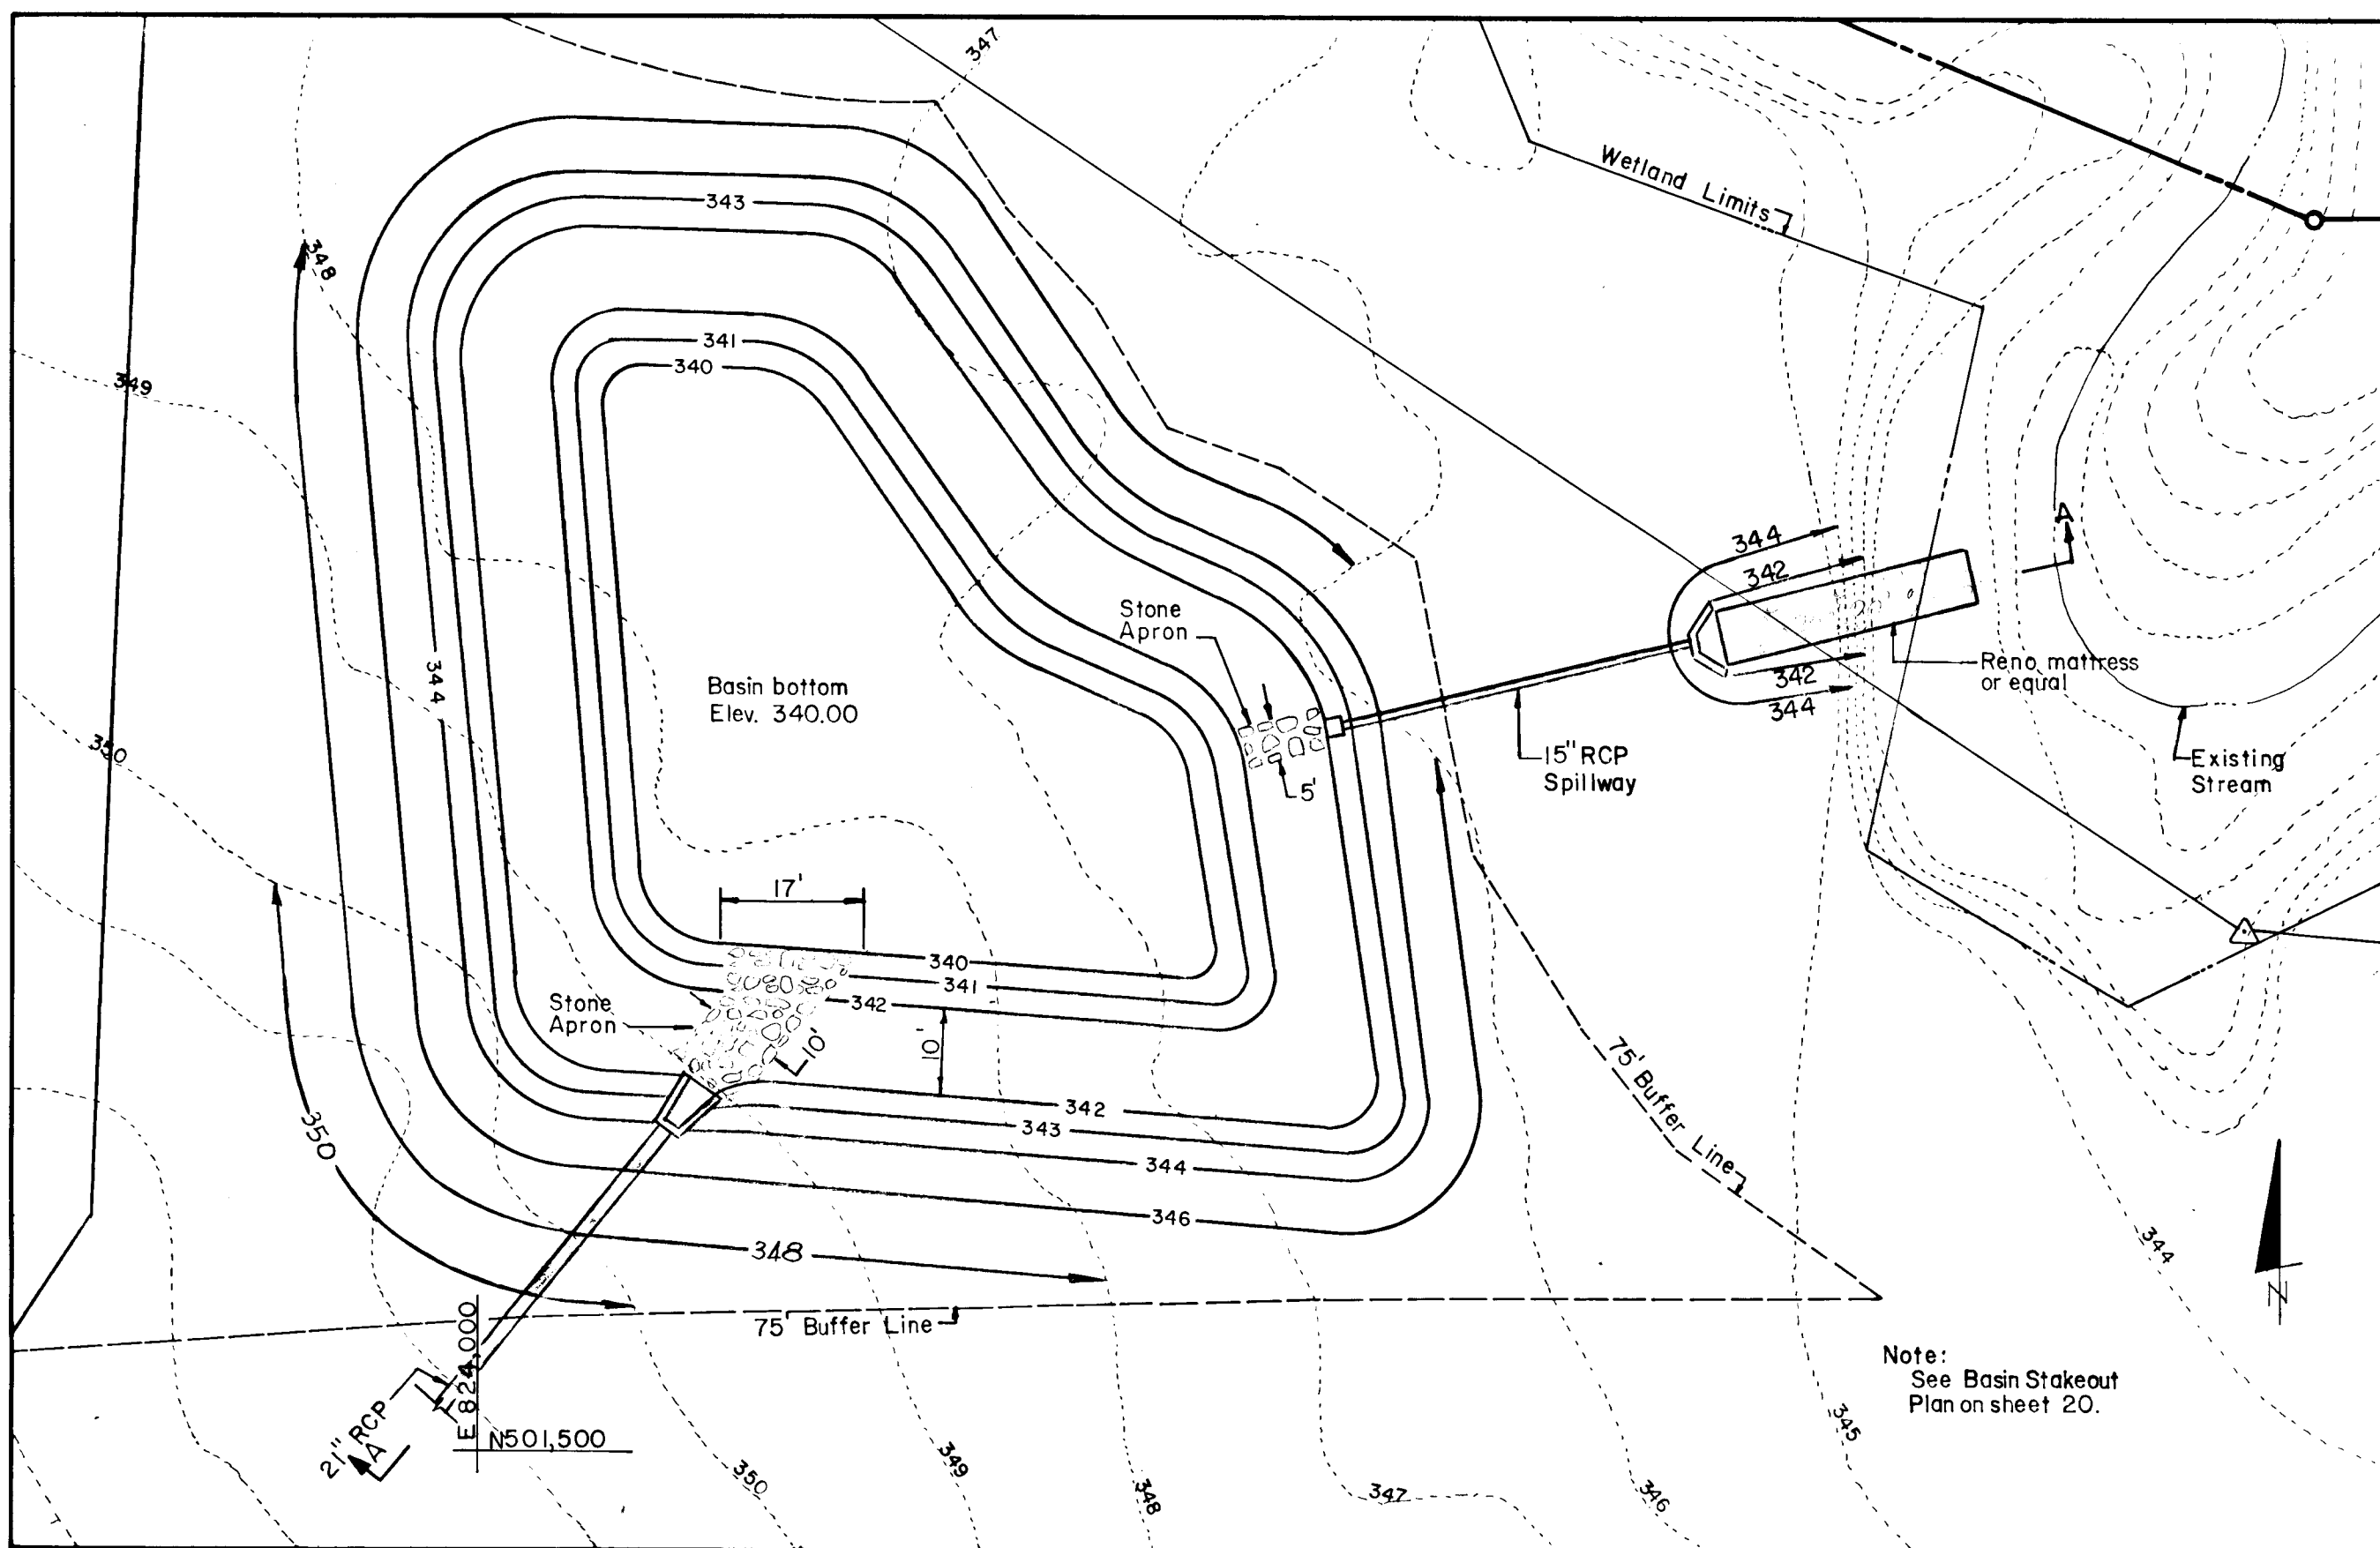 347
343
Wetland Limits
348
341
340
349
344
342
A
344
Stone
Apron
Basin bottom
Elev. 340.00
342
344
Reno mattress
or equal
350
15" RCP
Spillway
5'
Existing
Stream
17'
340
341
342
Stone
Apron
10'
10'
75' Buffer Line
342
343
344
350
346
348
344
75' Buffer Line
N
E 824,000
N501,500
21" RCP
A
Note:
See Basin Stakeout
Plan on sheet 20.
350
349
348
347
346
345